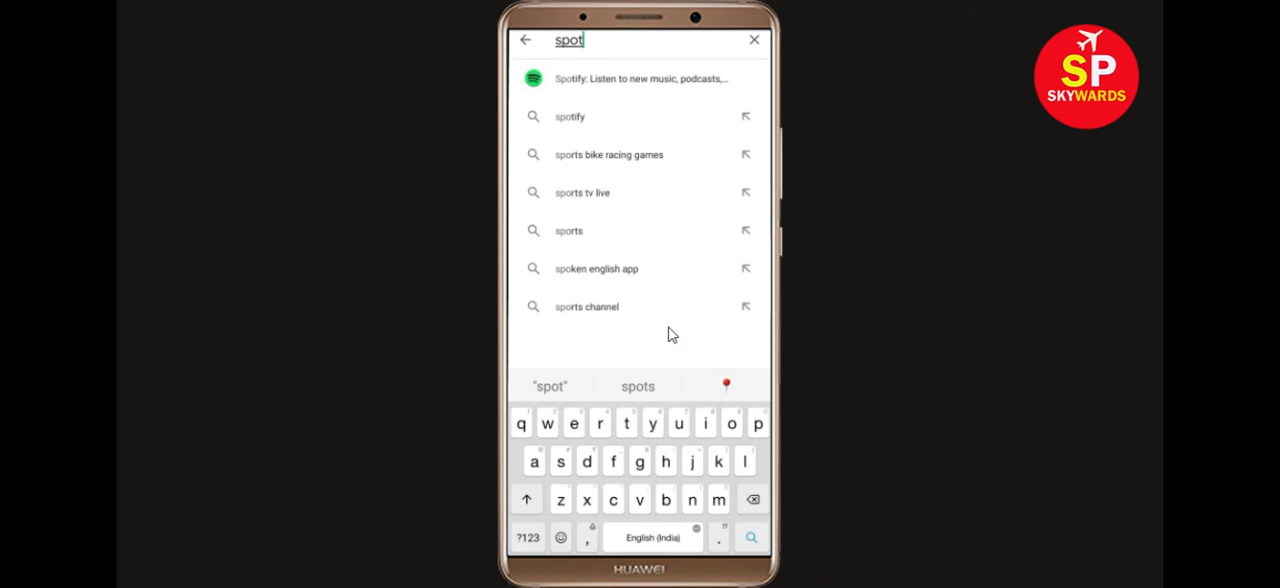 spot
SP
SKYWARDS
Spotify: Listen to new music, podcasts,...
spotify
sports bike racing games
sports tv live
sports
spoken english app
sports channel
"spot" spots
q w e r t y u i o p
a s d f g h j k l
z x c v b n m
?123 , English (India) .
HUAWEI